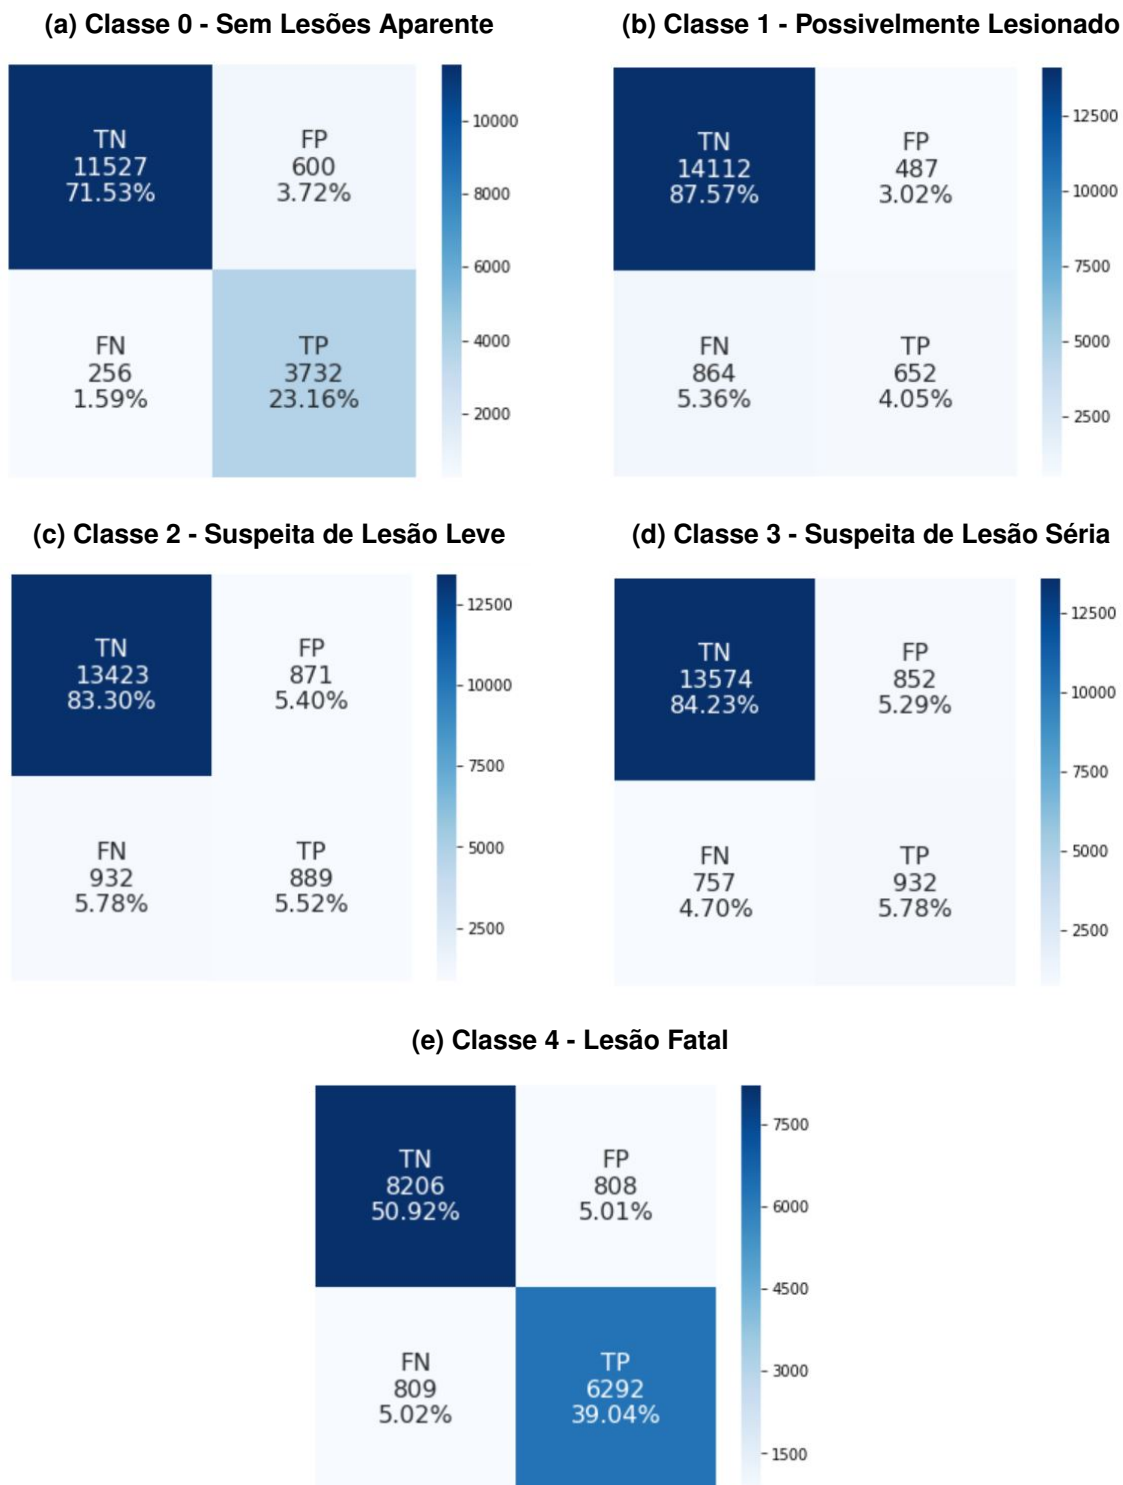 (a) Classe 0 - Sem Lesões Aparente
TN
11527
71.53%
FP
600
3.72%
FN
256
1.59%
TP
3732
23.16%
10000
8000
6000
4000
2000
(b) Classe 1 - Possivelmente Lesionado
TN
14112
87.57%
FP
487
3.02%
FN
864
5.36%
TP
652
4.05%
12500
10000
7500
5000
2500
(c) Classe 2 - Suspeita de Lesão Leve
TN
13423
83.30%
FP
871
5.40%
FN
932
5.78%
TP
889
5.52%
12500
10000
7500
5000
2500
(d) Classe 3 - Suspeita de Lesão Séria
TN
13574
84.23%
FP
852
5.29%
FN
757
4.70%
TP
932
5.78%
12500
10000
7500
5000
2500
(e) Classe 4 - Lesão Fatal
TN
8206
50.92%
FP
808
5.01%
FN
809
5.02%
TP
6292
39.04%
7500
6000
4500
3000
1500